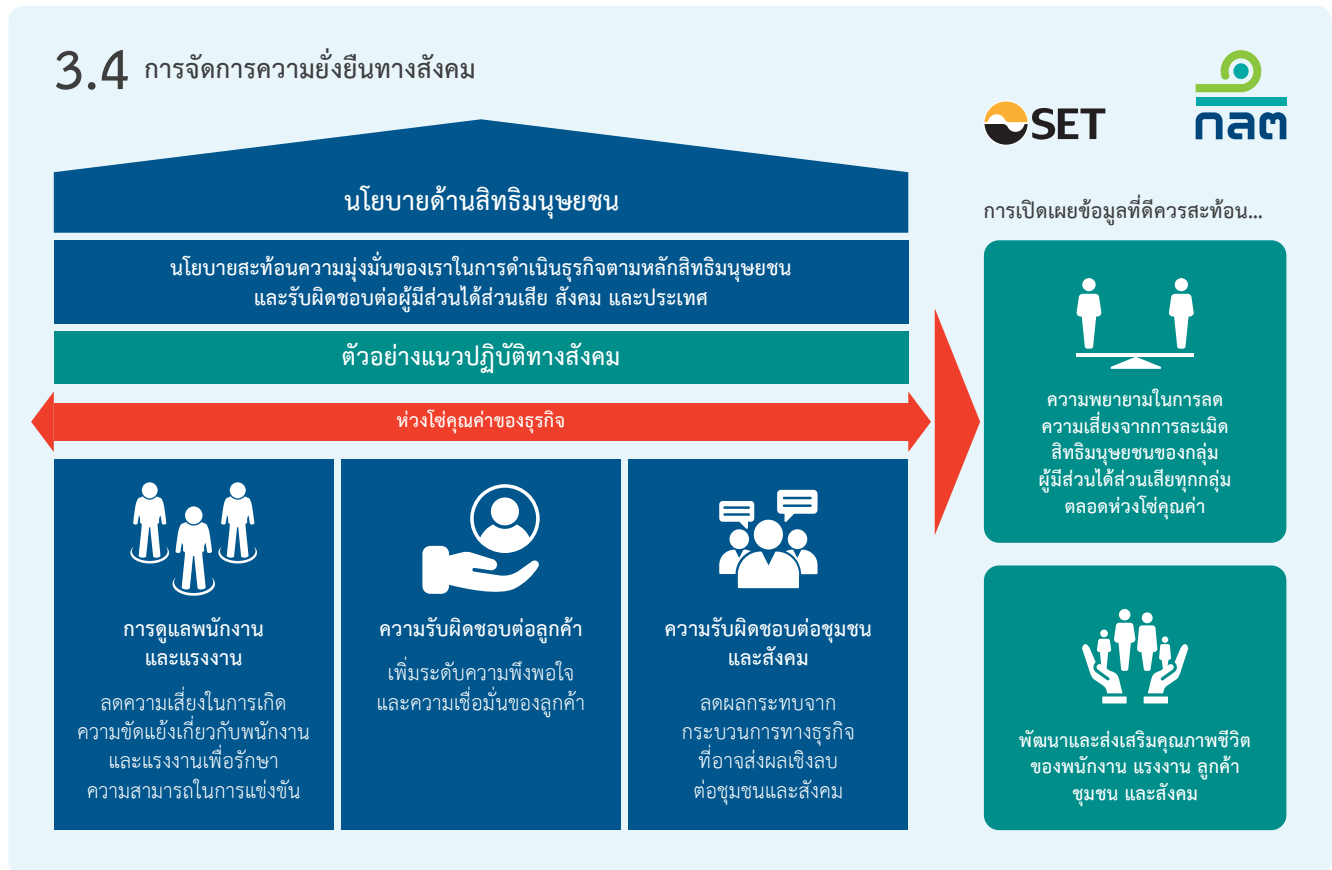 3.4 การจัดการความยั่งยืนทางสังคม
SET
กลต
นโยบายด้านสิทธิมนุษยชน
นโยบายสะท้อนความมุ่งมั่นของเราในการดำเนินธุรกิจตามหลักสิทธิมนุษยชน
และรับผิดชอบต่อผู้มีส่วนได้ส่วนเสีย สังคม และประเทศ
ตัวอย่างแนวปฏิบัติทางสังคม
ห่วงโซ่คุณค่าของธุรกิจ
การดูแลพนักงาน
และแรงงาน
ลดความเสี่ยงในการเกิด
ความขัดแย้งเกี่ยวกับพนักงาน
และแรงงานเพื่อรักษา
ความสามารถในการแข่งขัน
ความรับผิดชอบต่อลูกค้า
เพิ่มระดับความพึงพอใจ
และความเชื่อมั่นของลูกค้า
ความรับผิดชอบต่อชุมชน
และสังคม
ลดผลกระทบจาก
กระบวนการทางธุรกิจ
ที่อาจส่งผลเชิงลบ
ต่อชุมชนและสังคม
การเปิดเผยข้อมูลที่ดีควรสะท้อน...
ความพยายามในการลด
ความเสี่ยงจากการละเมิด
สิทธิมนุษยชนของกลุ่ม
ผู้มีส่วนได้ส่วนเสียทุกกลุ่ม
ตลอดห่วงโซ่คุณค่า
พัฒนาและส่งเสริมคุณภาพชีวิต
ของพนักงาน แรงงาน ลูกค้า
ชุมชน และสังคม